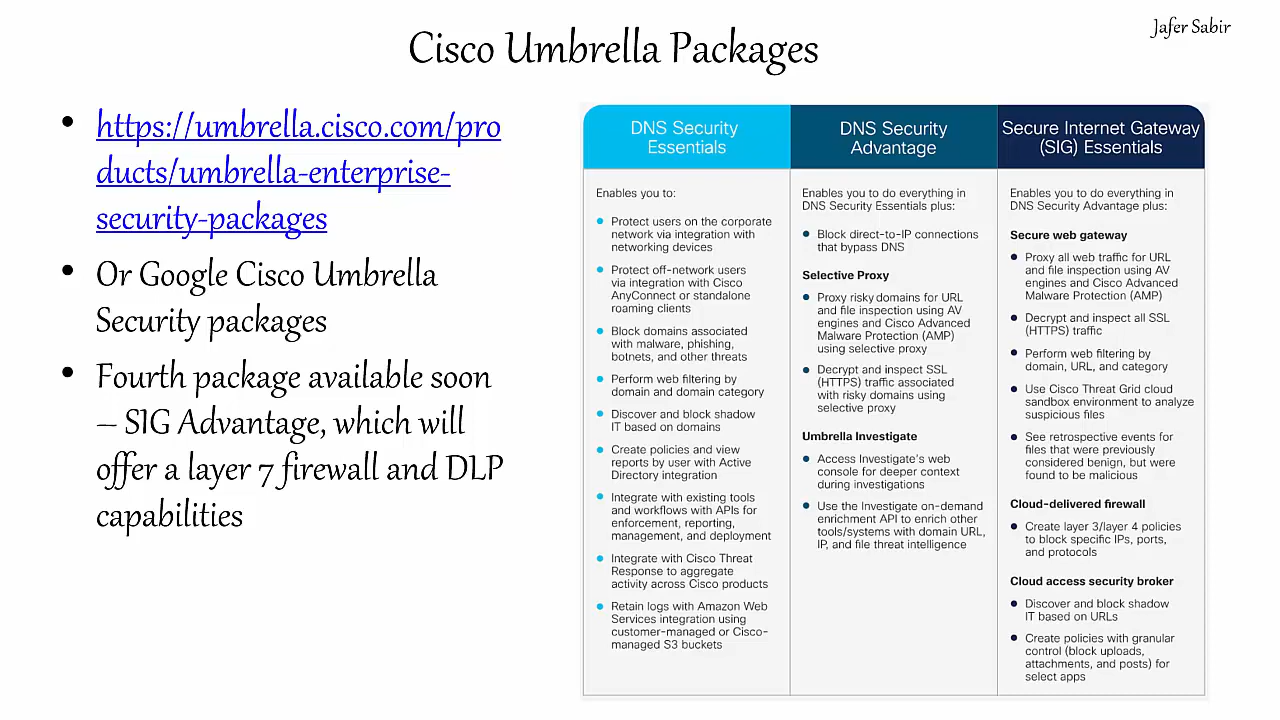 Cisco Umbrella Packages
Jafer Sabir
• https://umbrella.cisco.com/pro
ducts/umbrella-enterprise-
security-packages
• Or Google Cisco Umbrella
Security packages
• Fourth package available soon
– SIG Advantage, which will
offer a layer 7 firewall and DLP
capabilities
DNS Security
Essentials
Enables you to:
• Protect users on the corporate
network via integration with
networking devices
• Protect off-network users
via integration with Cisco
AnyConnect or standalone
roaming clients
• Block domains associated
with malware, phishing,
botnets, and other threats
• Perform web filtering by
domain and domain category
• Discover and block shadow
IT based on domains
• Create policies and view
reports by user with Active
Directory integration
• Integrate with existing tools
and workflows with APIs for
enforcement, reporting,
management, and deployment
• Integrate with Cisco Threat
Response to aggregate
activity across Cisco products
• Retain logs with Amazon Web
Services integration using
customer-managed or Cisco-
managed S3 buckets
DNS Security
Advantage
Enables you to do everything in
DNS Security Essentials plus:
• Block direct-to-IP connections
that bypass DNS
Selective Proxy
• Proxy risky domains for URL
and file inspection using AV
engines and Cisco Advanced
Malware Protection (AMP)
using selective proxy
• Decrypt and inspect SSL
(HTTPS) traffic associated
with risky domains using
selective proxy
Umbrella Investigate
• Access Investigate's web
console for deeper context
during investigations
• Use the Investigate on-demand
enrichment API to enrich other
tools/systems with domain URL,
IP, and file threat intelligence
Secure Internet Gateway
(SIG) Essentials
Enables you to do everything in
DNS Security Advantage plus:
Secure web gateway
• Proxy all web traffic for URL
and file inspection using AV
engines and Cisco Advanced
Malware Protection (AMP)
• Decrypt and inspect all SSL
(HTTPS) traffic
• Perform web filtering by
domain, URL, and category
• Use Cisco Threat Grid cloud
sandbox environment to analyze
suspicious files
• See retrospective events for
files that were previously
considered benign, but were
found to be malicious
Cloud-delivered firewall
• Create layer 3/layer 4 policies
to block specific IPs, ports,
and protocols
Cloud access security broker
• Discover and block shadow
IT based on URLs
• Create policies with granular
control (block uploads,
attachments, and posts) for
select apps